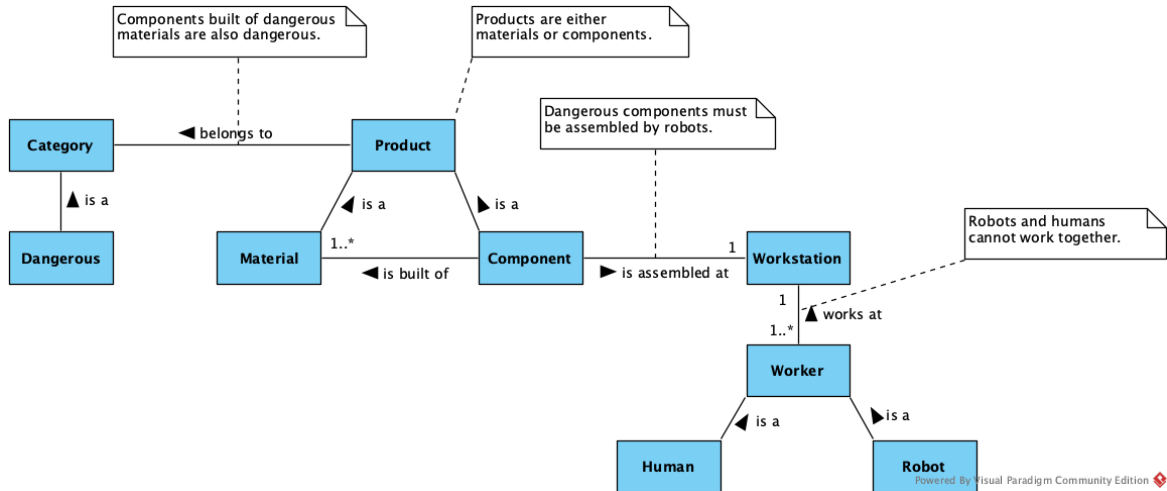 Components built of dangerous
materials are also dangerous.
Products are either
materials or components.
Dangerous components must
be assembled by robots.
Category
belongs to
Product
is a
is a
is a
Robots and humans
cannot work together.
Dangerous
Material
1..*
is built of
Component
is assembled at
1
Workstation
1
works at
1..*
Worker
is a
is a
Human
Robot
Powered By Visual Paradigm Community Edition